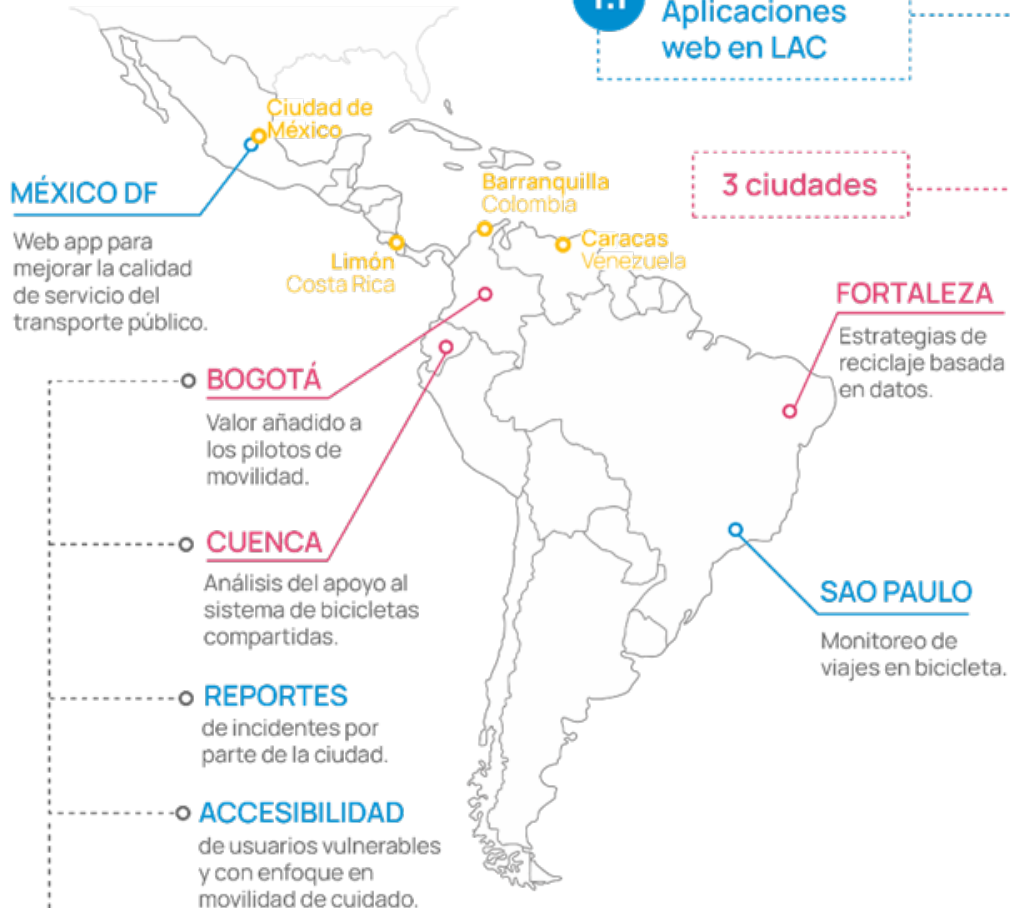 1.1
Aplicaciones
web en LAC
3 ciudades
Ciudad de
México
MÉXICO DF
Web app para
mejorar la calidad
de servicio del
transporte público.
Barranquilla
Colombia
Caracas
Venezuela
Limón
Costa Rica
FORTALEZA
Estrategias de
reciclaje basada
en datos.
BOGOTÁ
Valor añadido a
los pilotos de
movilidad.
CUENCA
Análisis del apoyo al
sistema de bicicletas
compartidas.
SAO PAULO
Monitoreo de
viajes en bicicleta.
REPORTES
de incidentes por
parte de la ciudad.
ACCESIBILIDAD
de usuarios vulnerables
y con enfoque en
movilidad de cuidado.